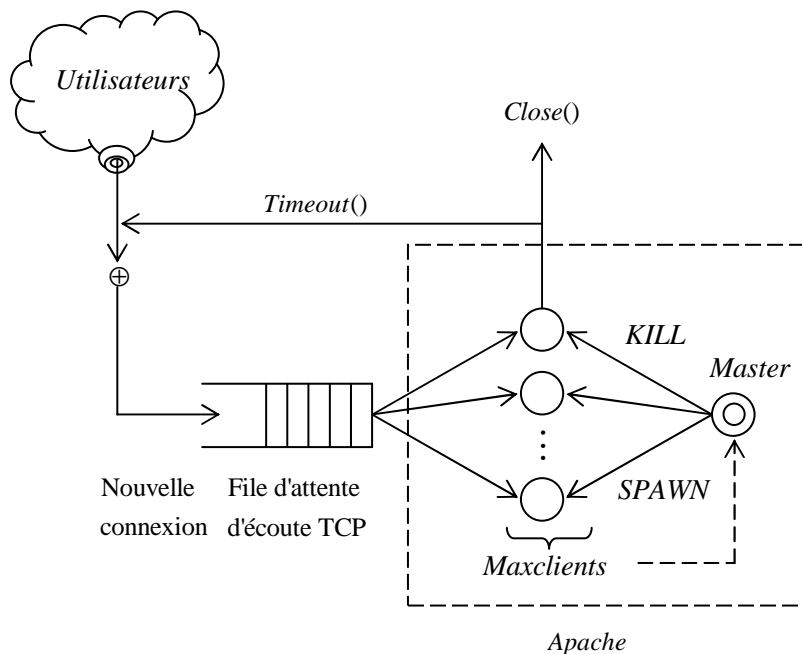 Utilisateurs
Close()
Timeout()
KILL
Master
Nouvelle
connexion
File d'attente
d'écoute TCP
SPAWN
Maxclients
Apache